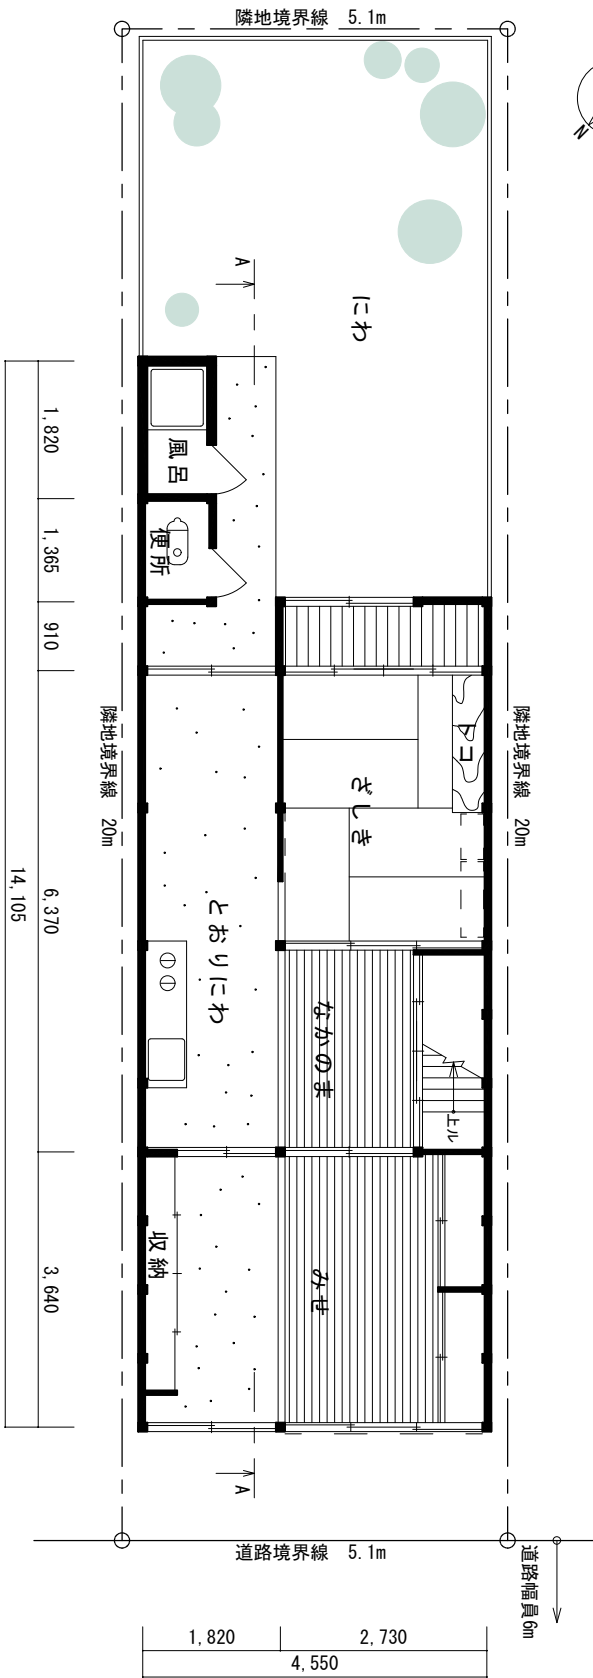 隣地境界線 5.1m
N
A
にわ
1,820
風呂
1,365
便所
910
隣地境界線 20m
トコ
隣地境界線 20m
ざしき
6,370
14,105
とおりにわ
なかのま
上ル
収納
みせ
3,640
A
道路境界線 5.1m
道路幅員6m
1,820
2,730
4,550